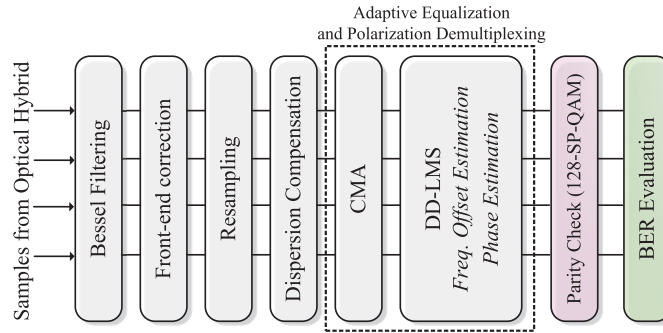 Adaptive Equalization
and Polarization Demultiplexing
Samples from Optical Hybrid
Bessel Filtering
Front-end correction
Resampling
Dispersion Compensation
CMA
DD-LMS
Freq. Offset Estimation
Phase Estimation
Parity Check (128-SP-QAM)
BER Evaluation